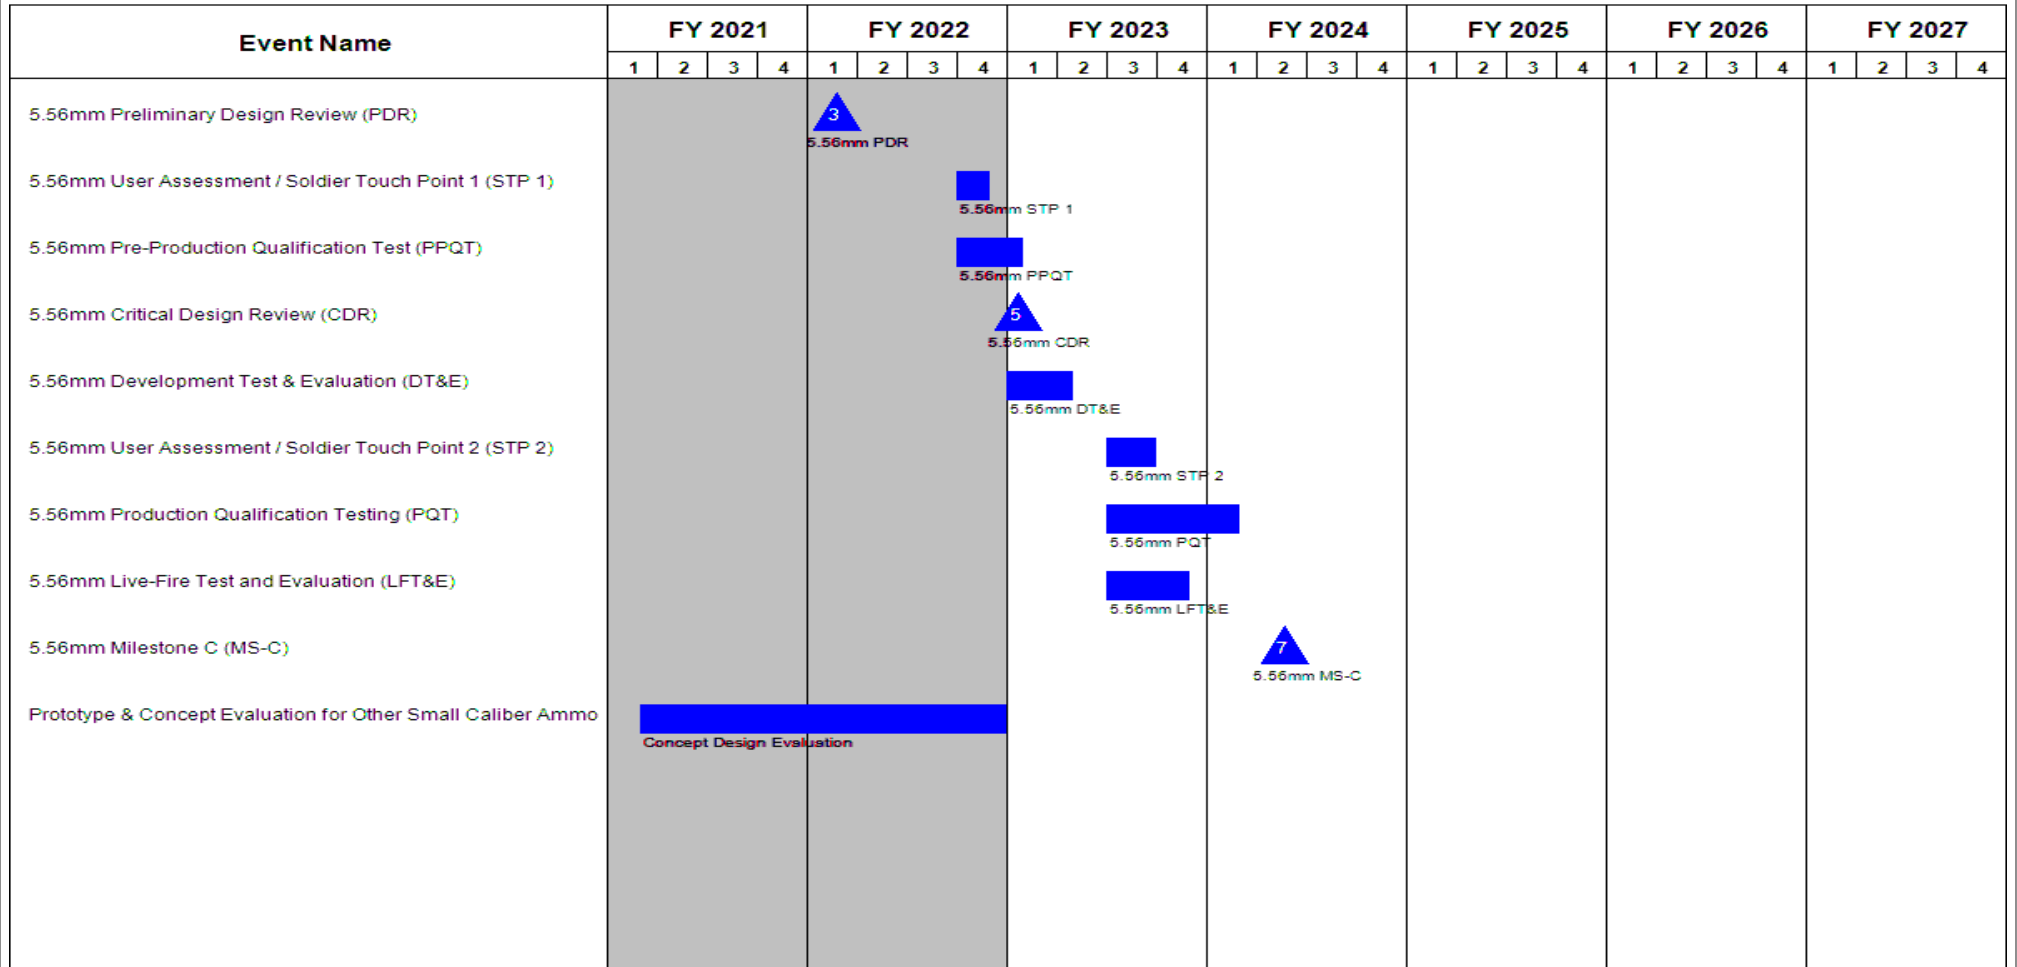 Event Name
FY 2021 FY 2022 FY 2023 FY 2024 FY 2025 FY 2026 FY 2027
1 2 3 4 1 2 3 4 1 2 3 4 1 2 3 4 1 2 3 4 1 2 3 4 1 2 3 4
5.56mm Preliminary Design Review (PDR)
3
5.56mm PDR
5.56mm User Assessment / Soldier Touch Point 1 (STP 1)
5.56mm STP 1
5.56mm Pre-Production Qualification Test (PPQT)
5.56mm PPQT
5.56mm Critical Design Review (CDR)
5
5.56mm CDR
5.56mm Development Test & Evaluation (DT&E)
5.56mm DT&E
5.56mm User Assessment / Soldier Touch Point 2 (STP 2)
5.56mm STP 2
5.56mm Production Qualification Testing (PQT)
5.56mm PQT
5.56mm Live-Fire Test and Evaluation (LFT&E)
5.56mm LFT&E
5.56mm Milestone C (MS-C)
7
5.56mm MS-C
Prototype & Concept Evaluation for Other Small Caliber Ammo
Concept Design Evaluation